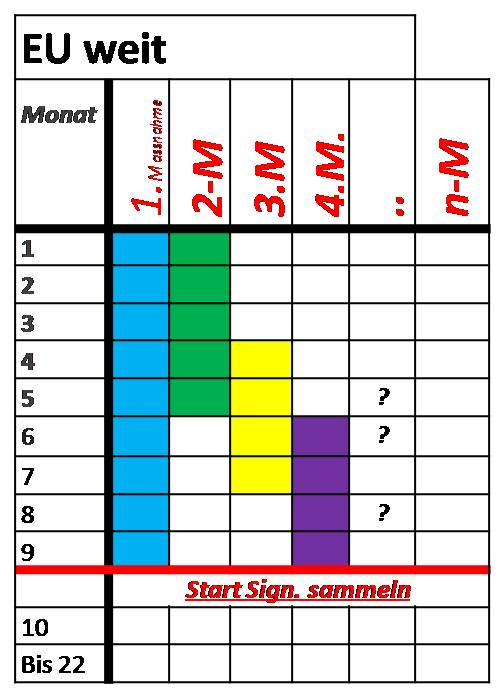 EU weit
Monat
1. Massnahme
2-M
3.M
4.M.
..
n-M
1
2
3
4
5 ?
6 ?
7
8 ?
9
Start Sign. sammeln
10
Bis 22